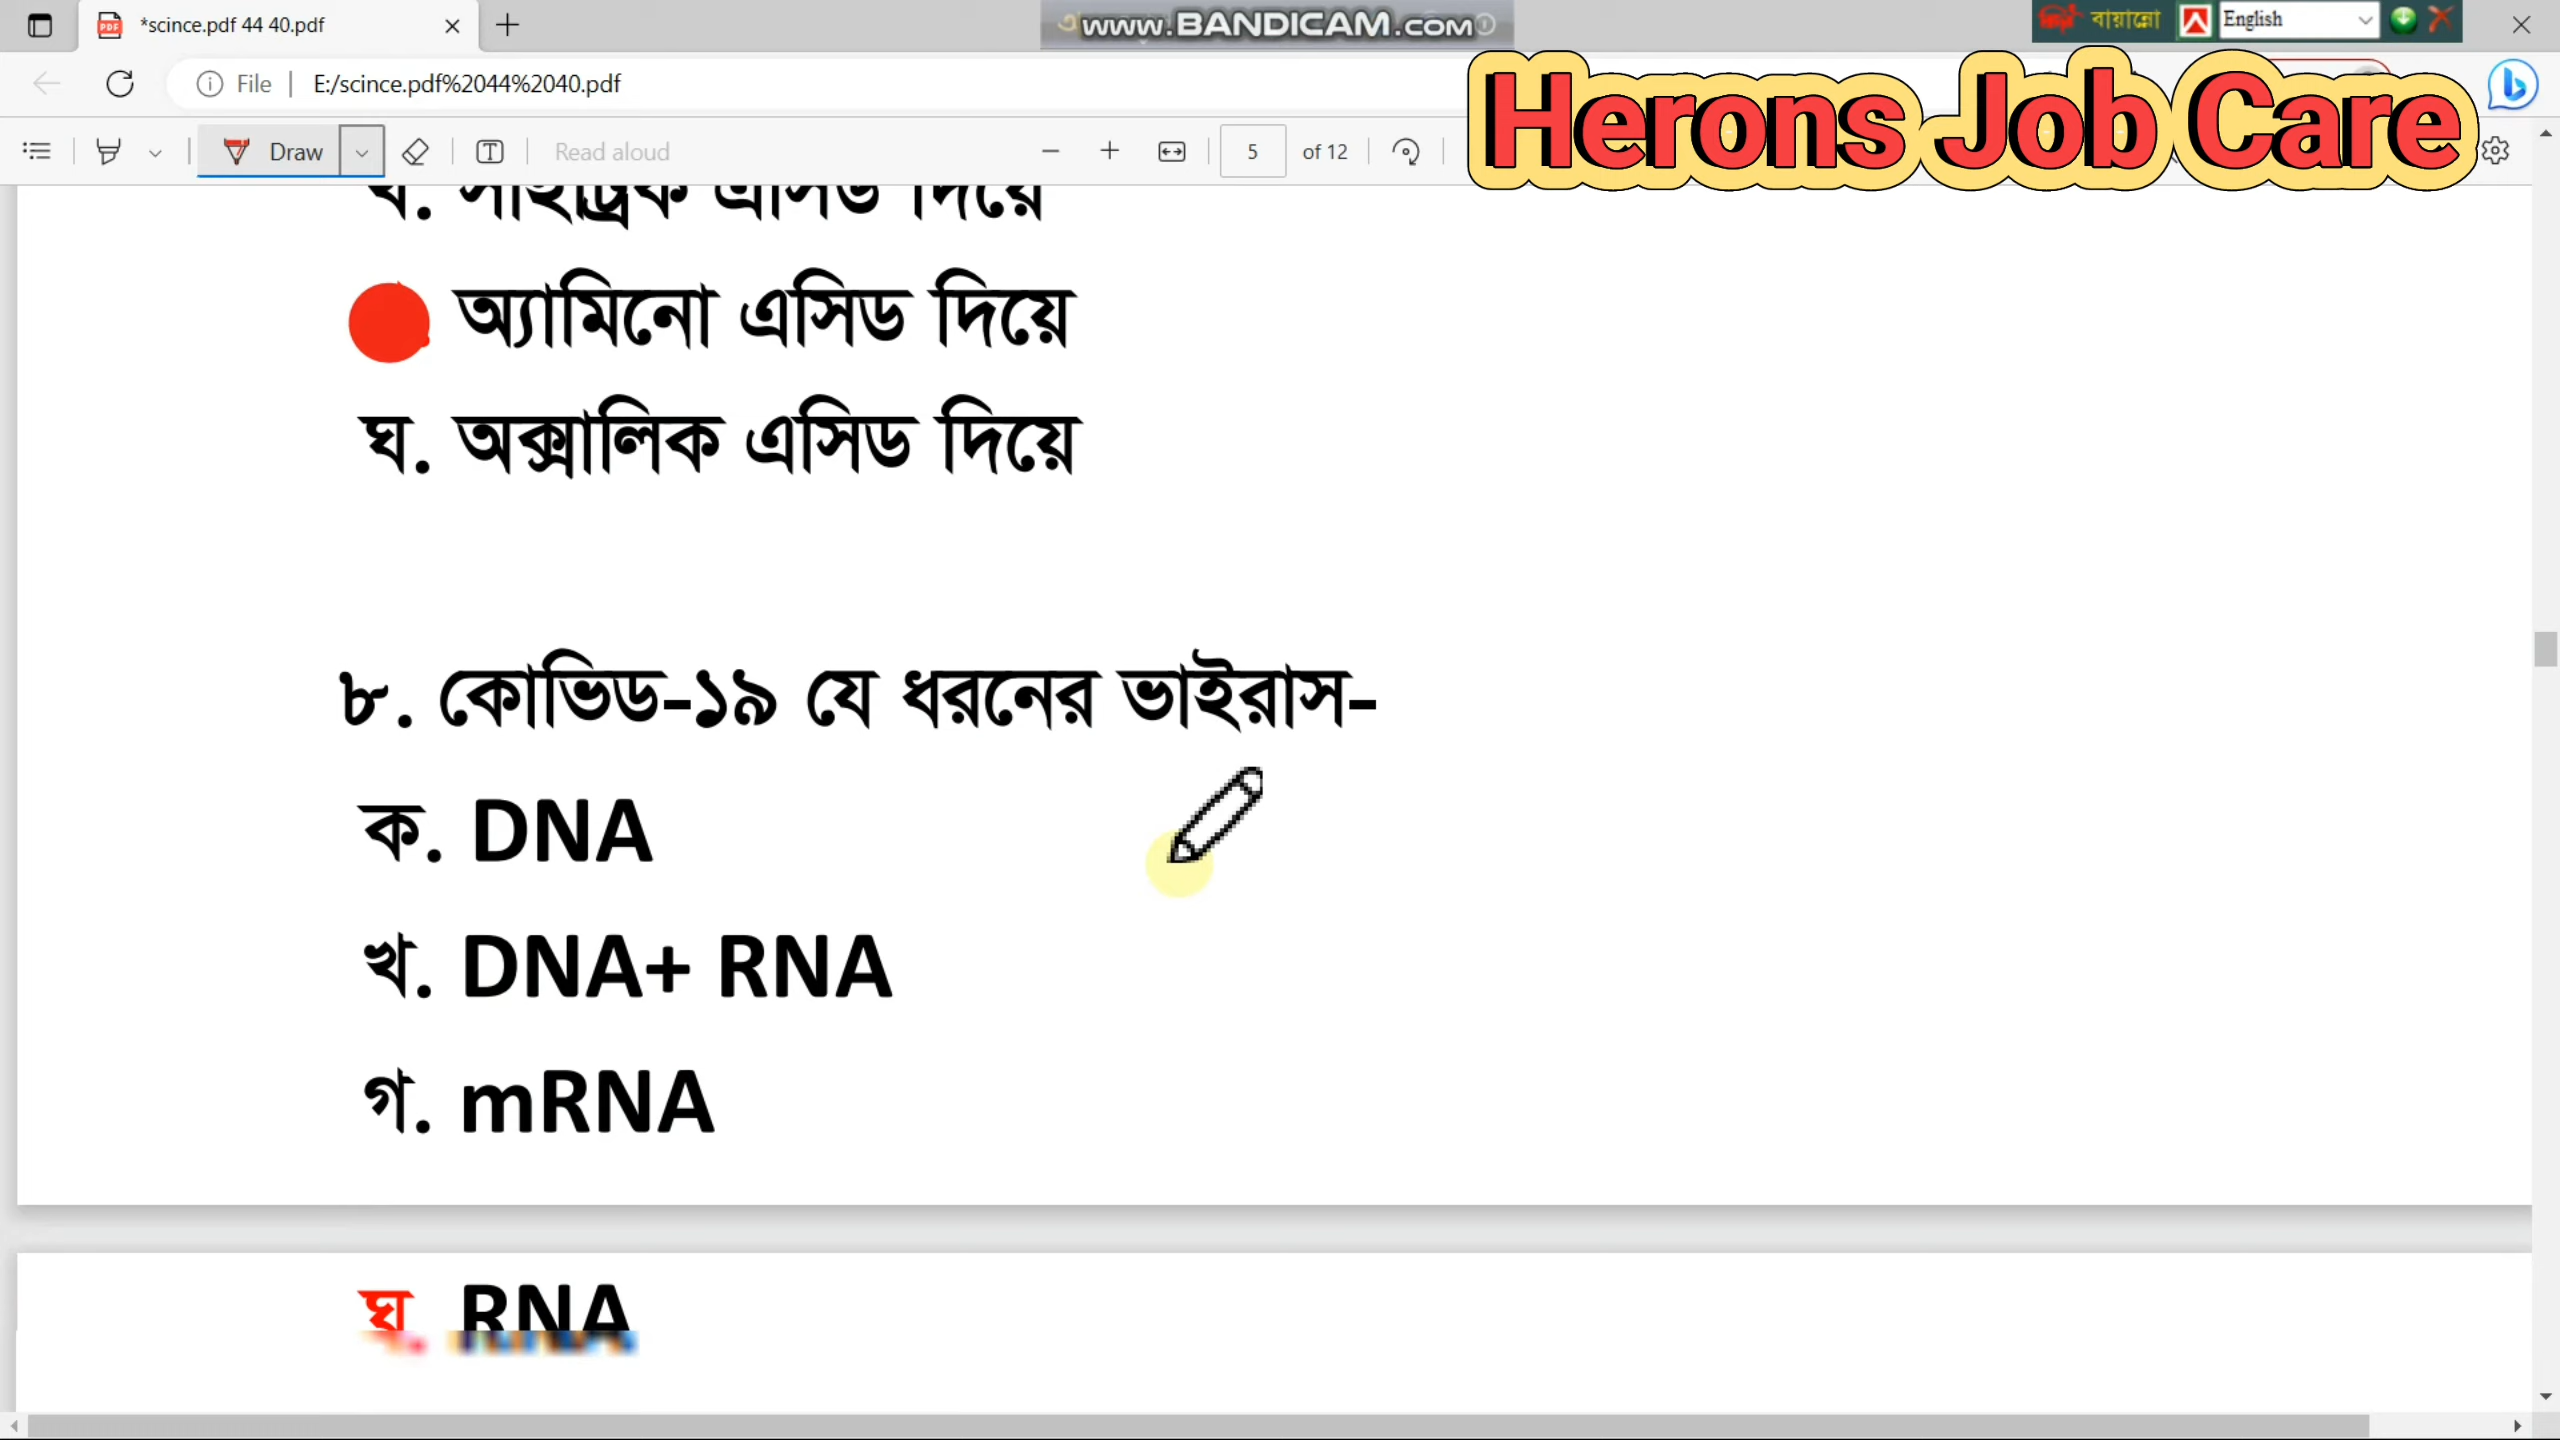 *scince.pdf 44 40.pdf
www.BANDICAM.com
বায়ান্নো
English
File
E:/scince.pdf%2044%2040.pdf
Herons Job Care
Draw
Read aloud
5 of 12
এসিড দিয়ে
অ্যামিনো এসিড দিয়ে
ঘ. অক্সালিক এসিড দিয়ে
৮. কোভিড-১৯ যে ধরনের ভাইরাস-
ক. DNA
খ. DNA+ RNA
গ. mRNA
ঘ. RNA